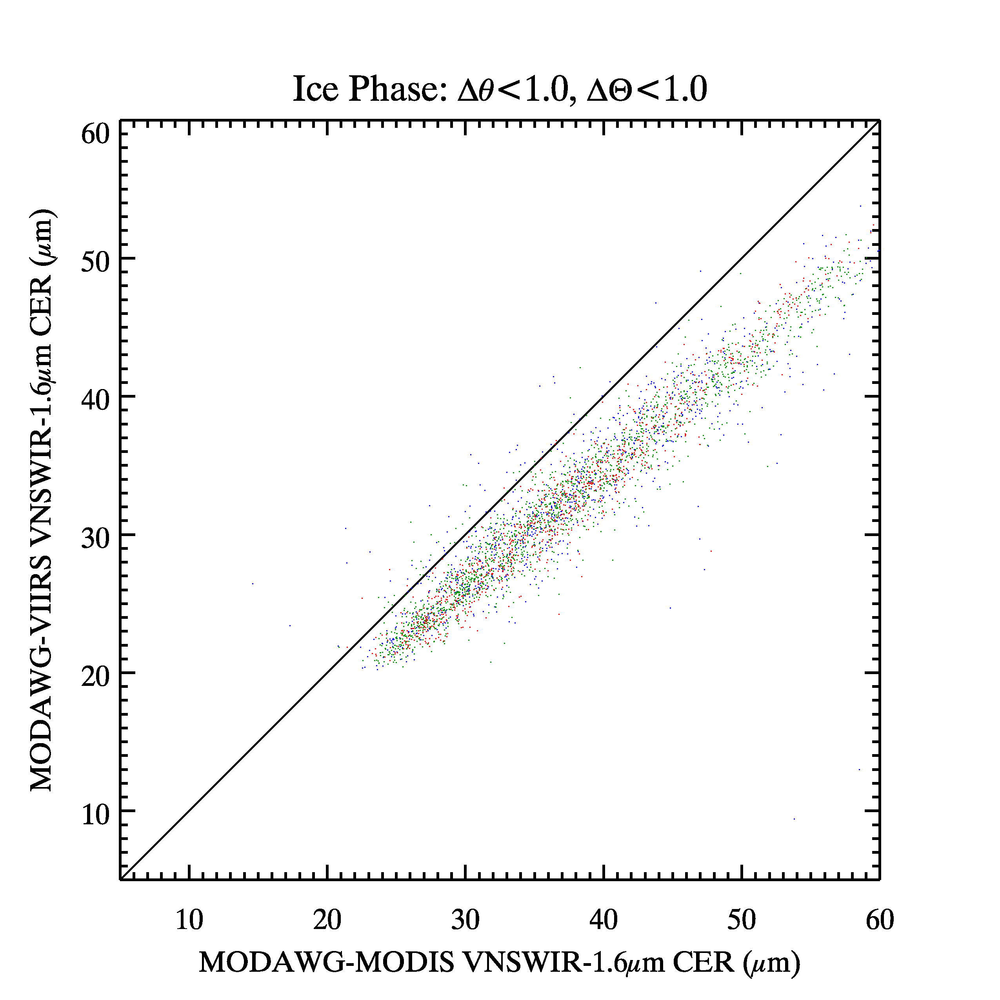 Ice Phase: Δθ<1.0, ΔΘ<1.0
60
50
40
30
20
10
MODAWG-VIIRS VNSWIR-1.6μm CER (μm)
10 20 30 40 50 60
MODAWG-MODIS VNSWIR-1.6μm CER (μm)